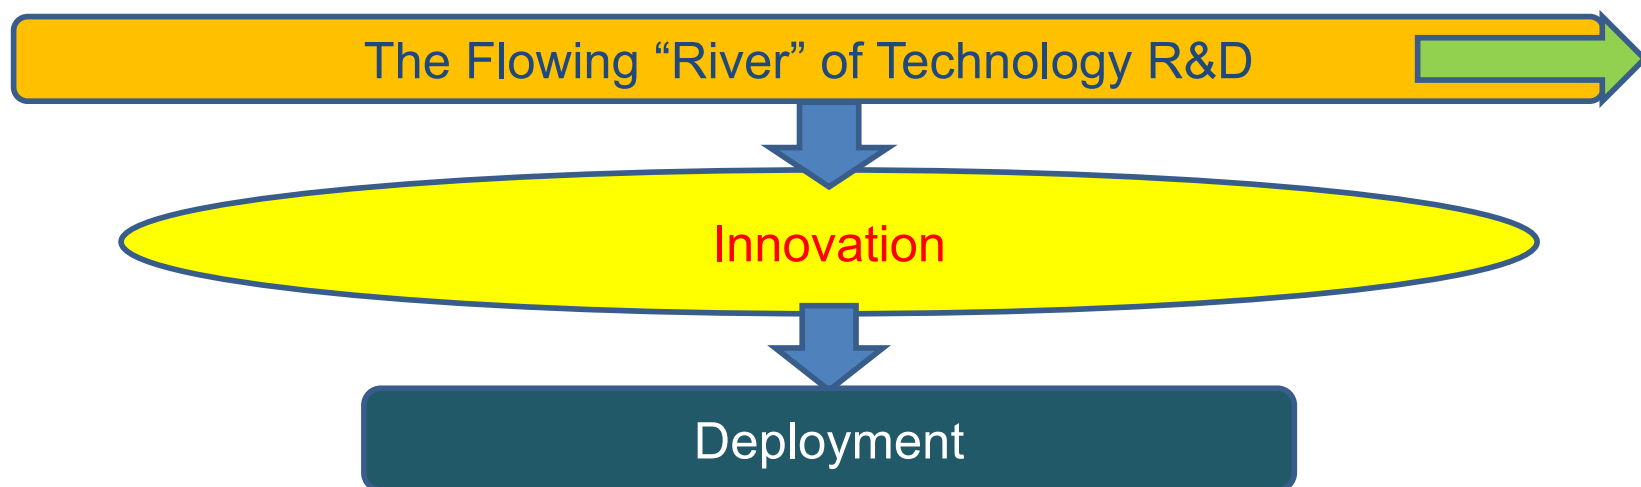 The Flowing “River” of Technology R&D
Innovation
Deployment